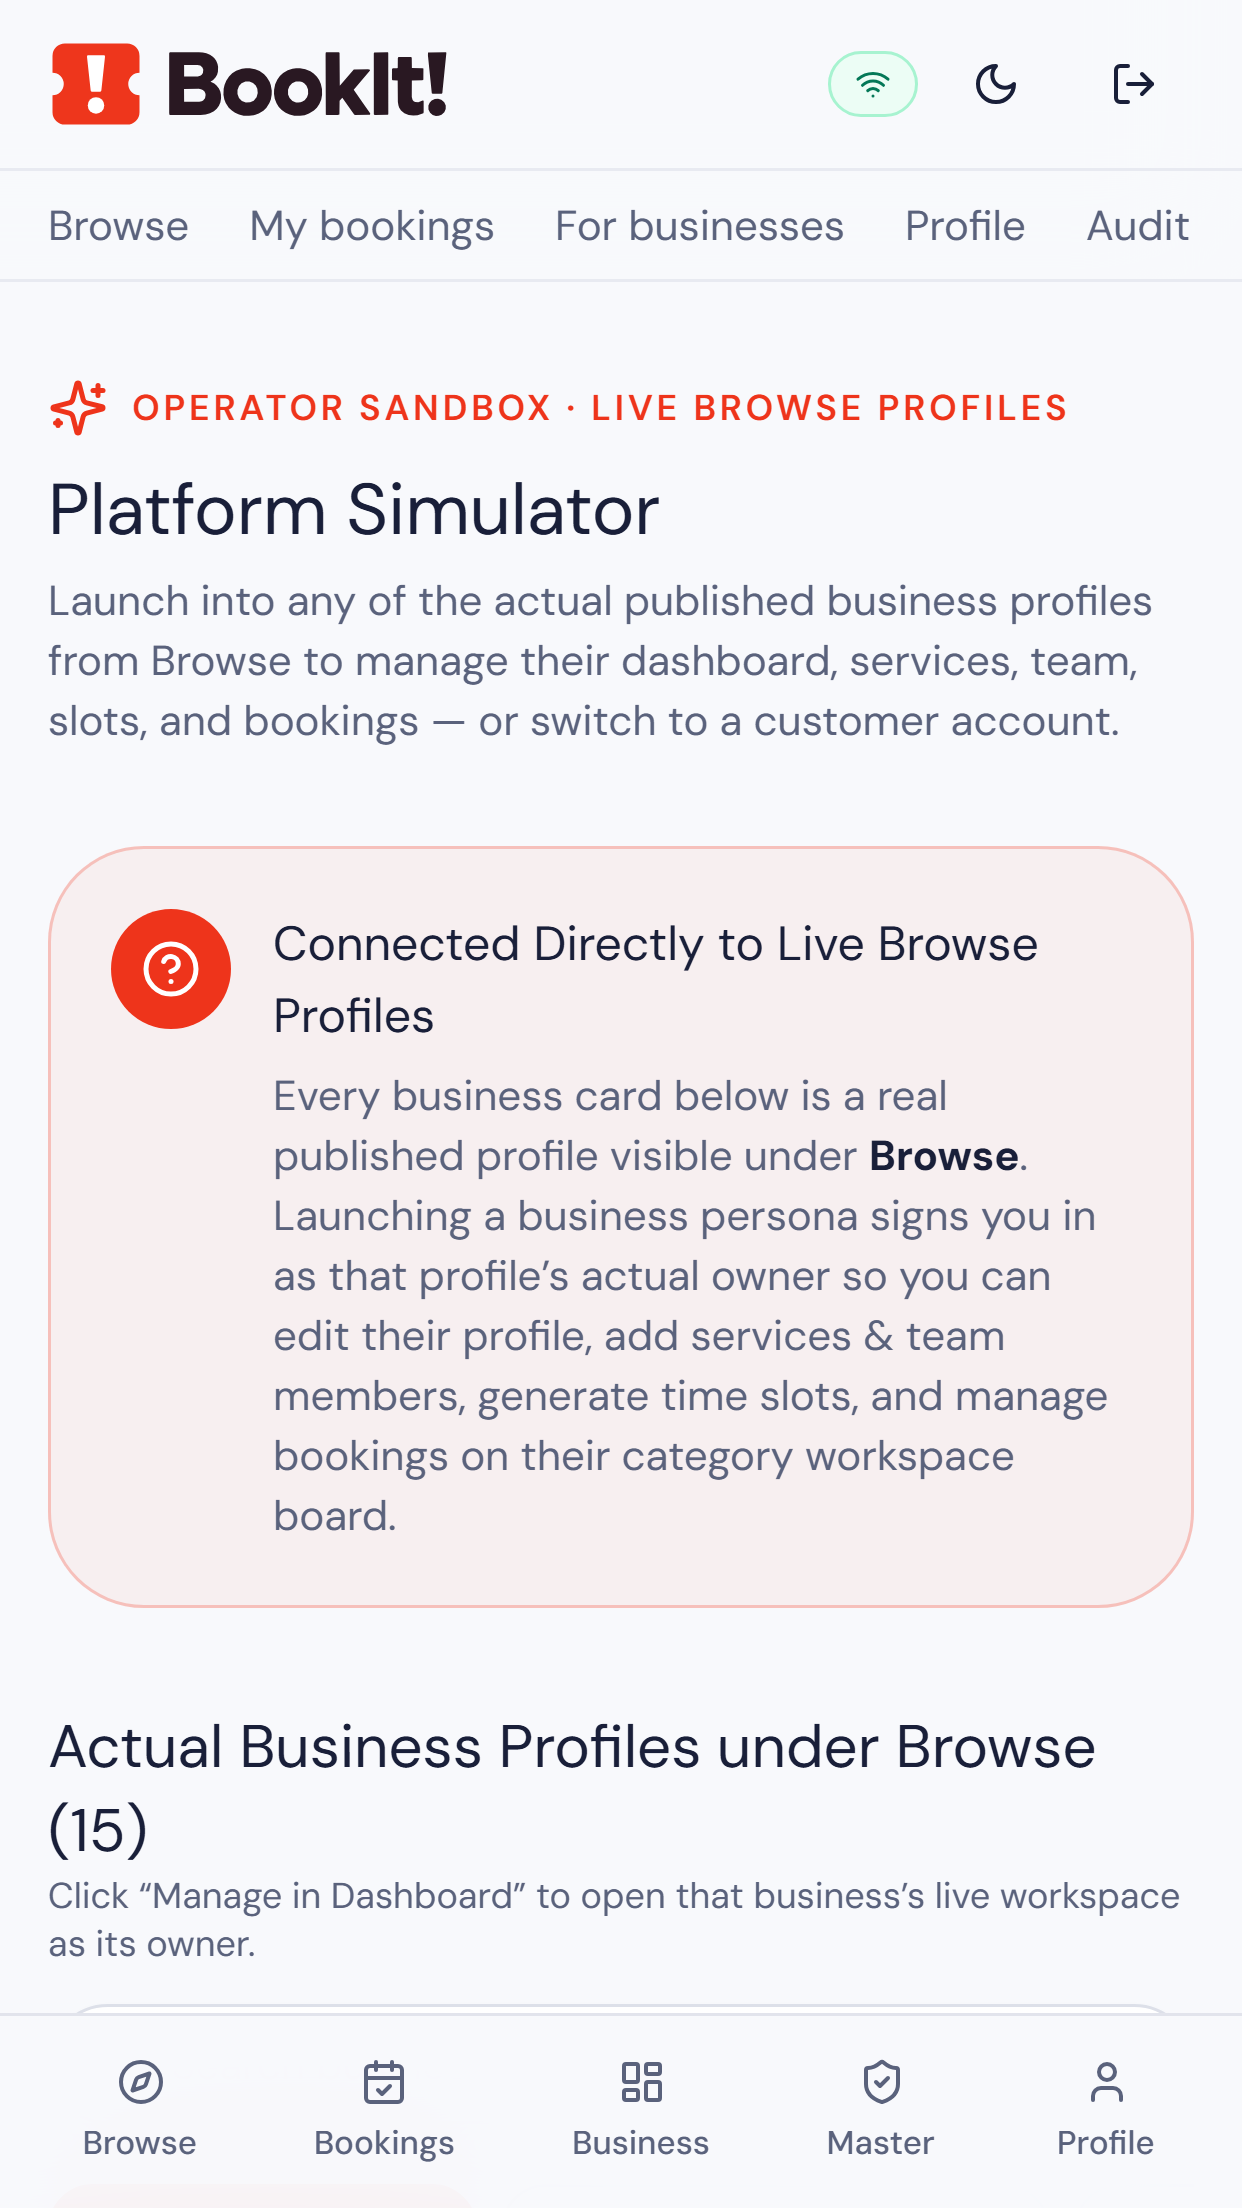 BookIt!
Browse My bookings For businesses Profile Audit
OPERATOR SANDBOX · LIVE BROWSE PROFILES
Platform Simulator
Launch into any of the actual published business profiles
from Browse to manage their dashboard, services, team,
slots, and bookings — or switch to a customer account.
Connected Directly to Live Browse
Profiles
Every business card below is a real
published profile visible under Browse.
Launching a business persona signs you in
as that profile’s actual owner so you can
edit their profile, add services & team
members, generate time slots, and manage
bookings on their category workspace
board.
Actual Business Profiles under Browse
(15)
Click “Manage in Dashboard” to open that business’s live workspace
as its owner.
Browse Bookings Business Master Profile